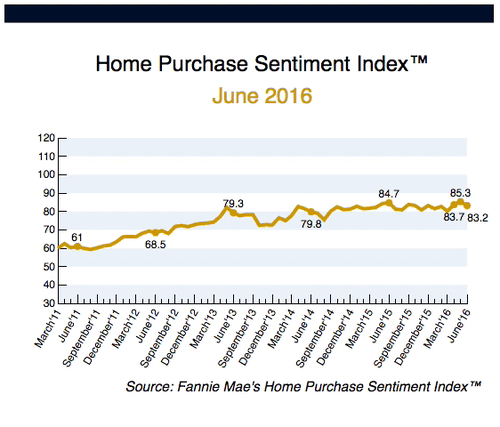 Home Purchase Sentiment Index™
June 2016
120
110
100
90
80
70
60
50
40
30
61
68.5
79.3
79.8
84.7
83.7
85.3
83.2
March'11
June'11
September'11
December'11
March'12
June'12
September'12
December'12
March'13
June'13
September'13
December'13
March'14
June'14
September'14
December'14
March'15
June'15
September'15
December'15
March'16
June'16
Source: Fannie Mae's Home Purchase Sentiment Index™